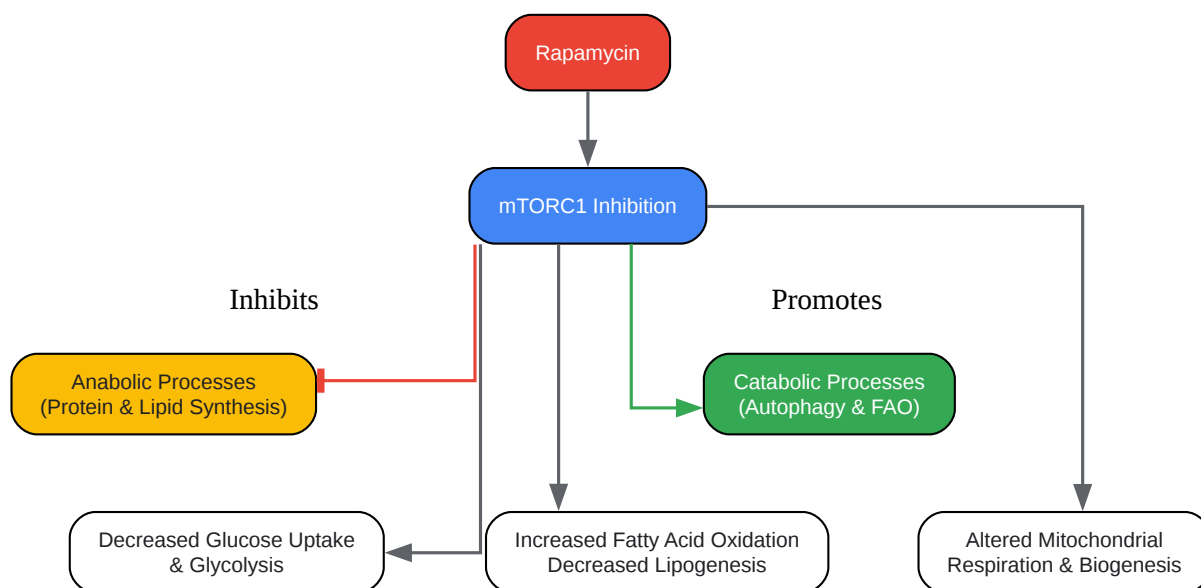 Rapamycin
mTORC1 Inhibition
Inhibits
Promotes
Anabolic Processes
(Protein & Lipid Synthesis)
Catabolic Processes
(Autophagy & FAO)
Decreased Glucose Uptake
& Glycolysis
Increased Fatty Acid Oxidation
Decreased Lipogenesis
Altered Mitochondrial
Respiration & Biogenesis